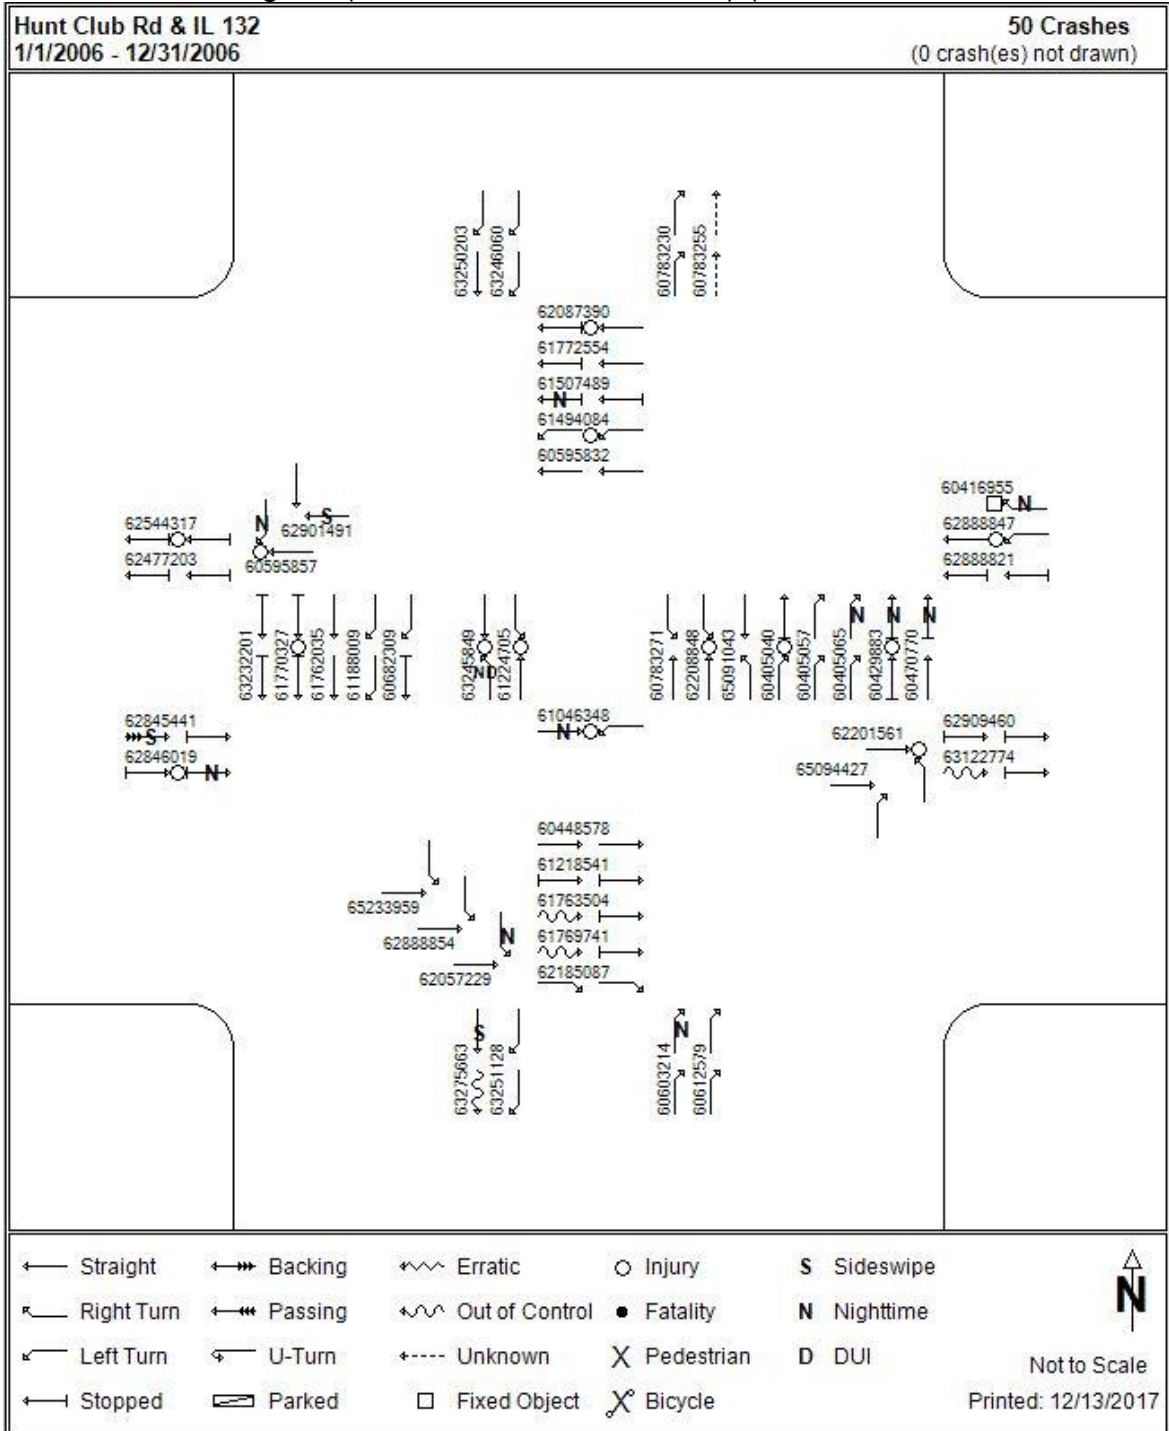 Hunt Club Rd & IL 132
50 Crashes
1/1/2006 - 12/31/2006
(0 crash(es) not drawn)
63250203
63246060
60783230
60783255
62087390
61772554
61507489
N
61494084
60595832
60416955
N
62544317
N
S
62901491
62888847
62477203
60595857
62888821
63232201
61770327
61762035
61188009
60682309
63245849
ND
61224705
60783271
62208848
65091043
60405040
60405057
60405065
N
60429883
N
60470770
N
62845441
S
61046348
N
62201561
62909460
62846019
N
65094427
63122774
60448578
61218541
65233959
61763504
62888854
N
61769741
62057229
62185087
63275663
S
63251128
60603214
N
60612579
Straight
Backing
Erratic
Injury
S Sideswipe
Right Turn
Passing
Out of Control
Fatality
N Nighttime
Left Turn
U-Turn
Unknown
Pedestrian
D DUI
Stopped
Parked
Fixed Object
Bicycle
N
Not to Scale
Printed: 12/13/2017